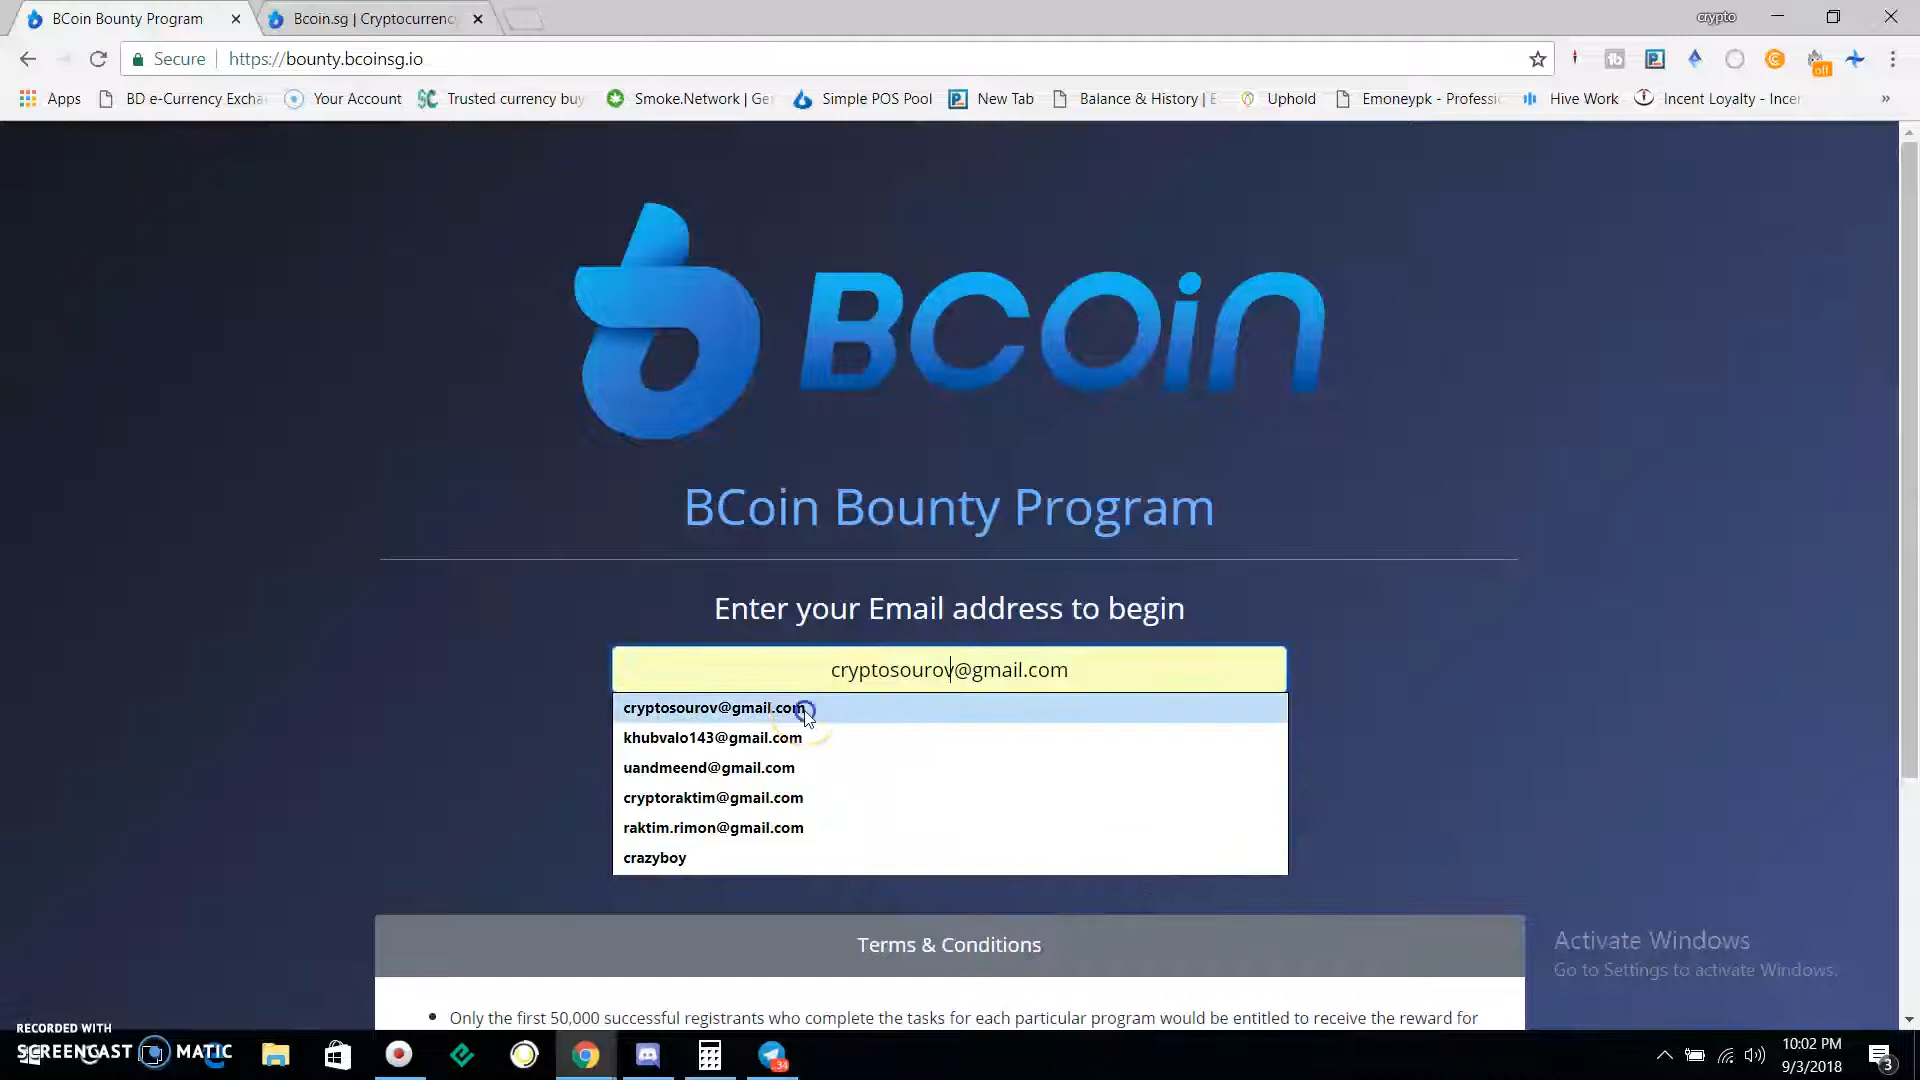 BCoin Bounty Program
Bcoin.sg | Cryptocurrenc
crypto
Secure
https://bounty.bcoinsg.io
off
Apps
BD e-Currency Excha
Your Account
Trusted currency buy
Smoke.Network | Ge
Simple POS Pool
New Tab
Balance & History | E
Uphold
Emoneypk - Professi
Hive Work
Incent Loyalty - Incen
»
BCOiN
BCoin Bounty Program
Enter your Email address to begin
cryptosourov@gmail.com
cryptosourov@gmail.com
khubvalo143@gmail.com
uandmeend@gmail.com
cryptoraktim@gmail.com
raktim.rimon@gmail.com
crazyboy
Terms & Conditions
Activate Windows
Go to Settings to activate Windows.
• Only the first 50,000 successful registrants who complete the tasks for each particular program would be entitled to receive the reward for
RECORDED WITH
SCREENCAST MATIC
34
10:02 PM
9/3/2018
3